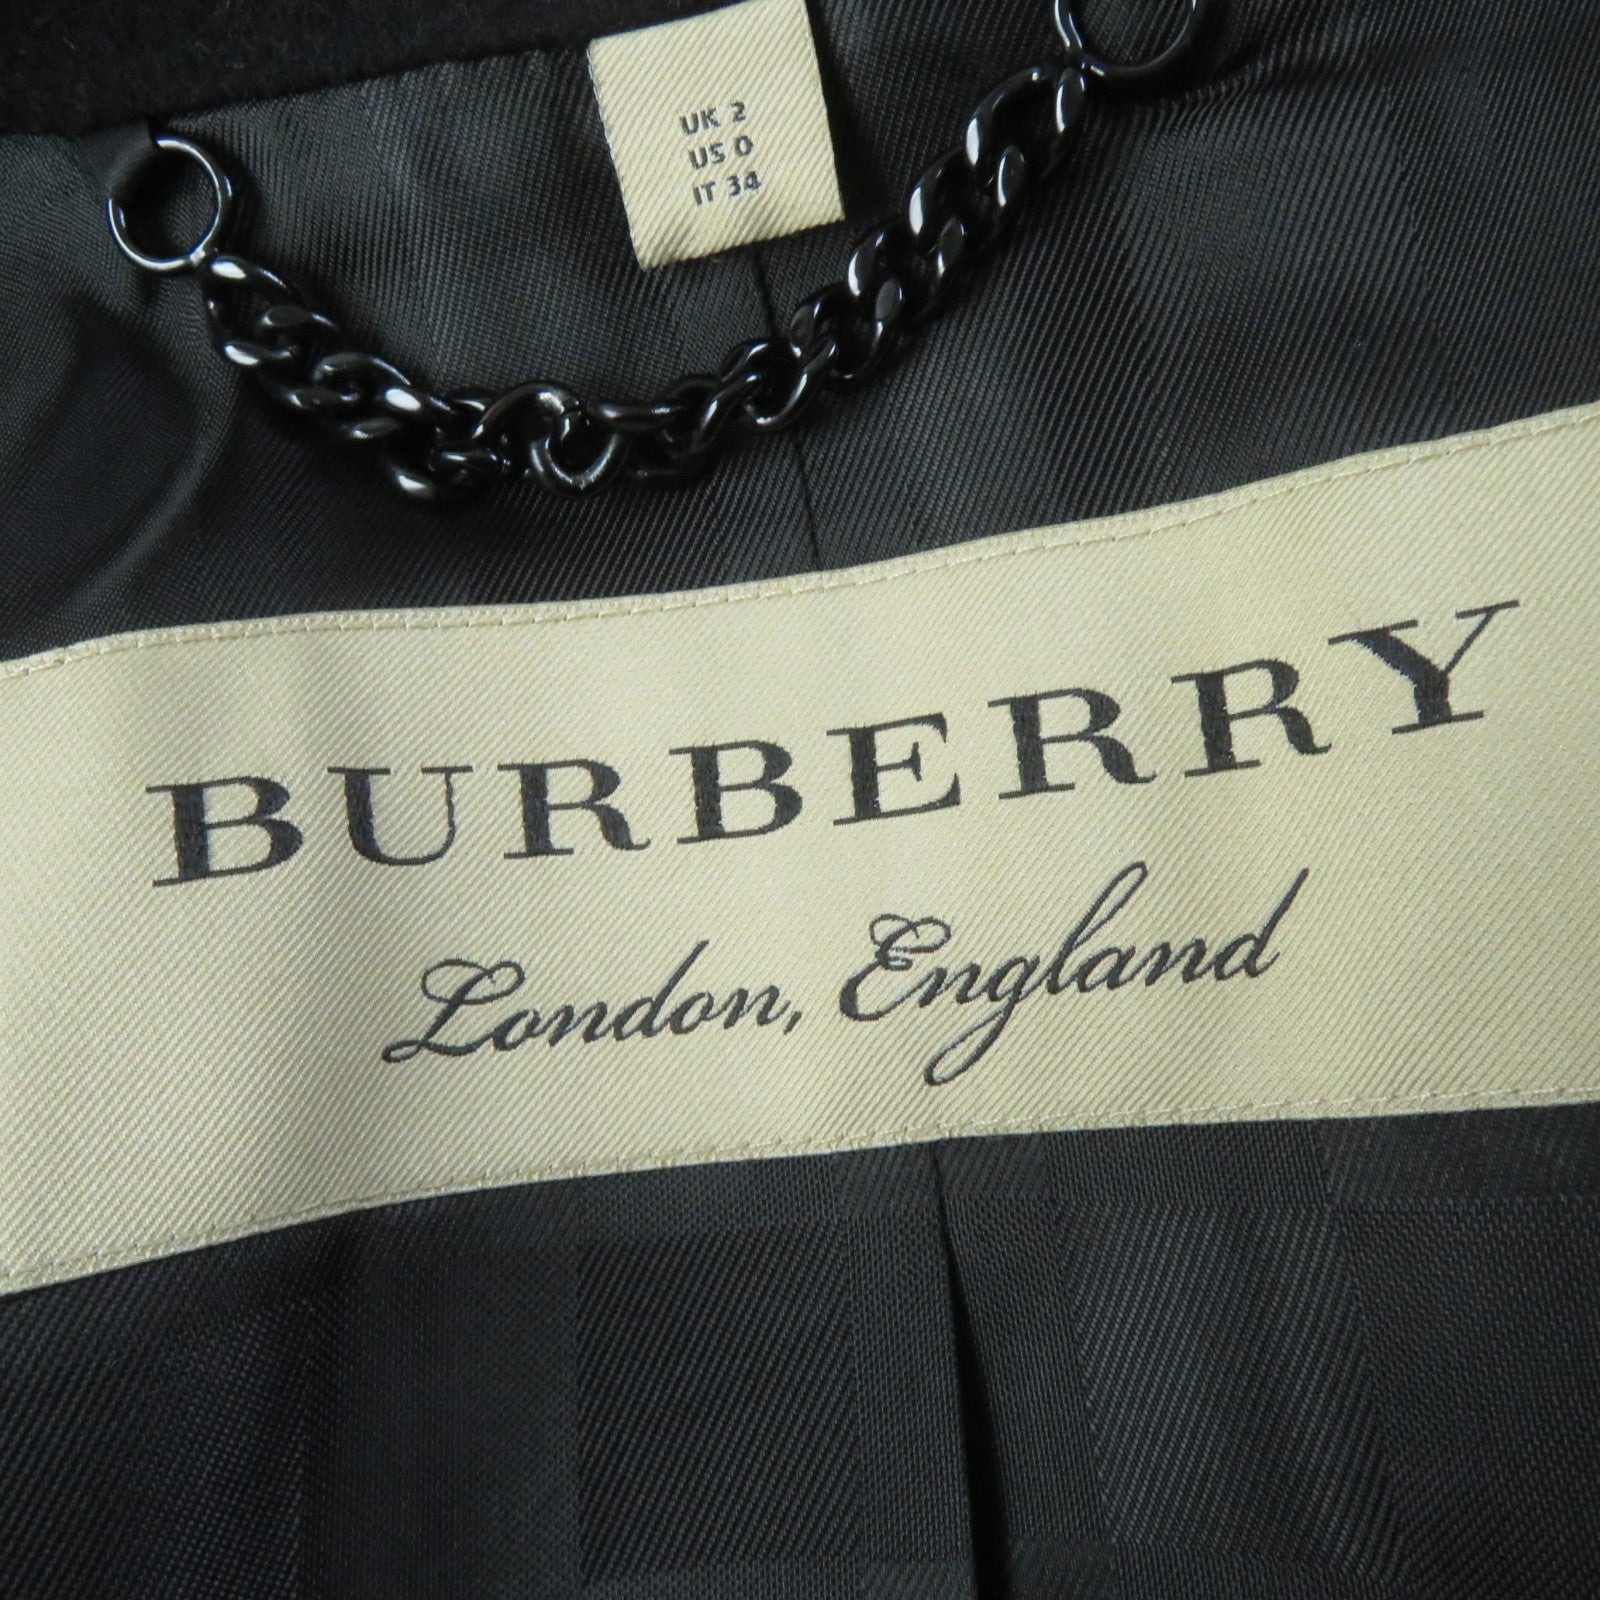 UK 2
US 0
IT 34
BURBERRY
London, England